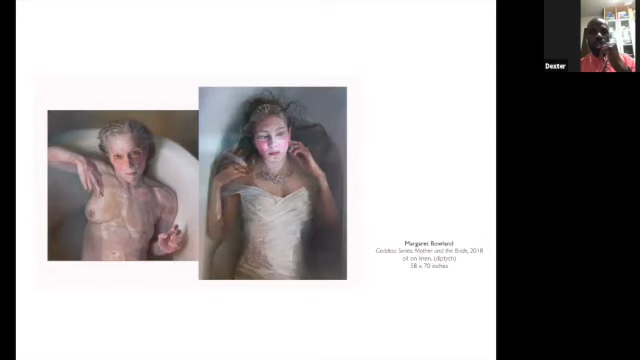 Dexter
Margaret Bowland
Goddess Series, Mother and the Bride, 2018
oil on linen, (diptych)
58 x 70 inches